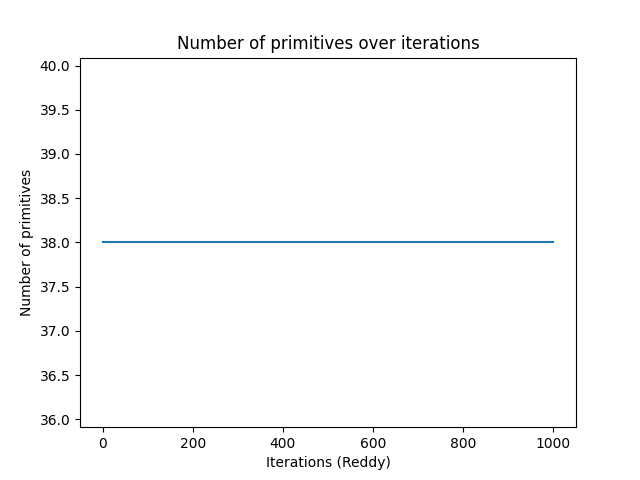 Number of primitives over iterations
Number of primitives
40.0
39.5
39.0
38.5
38.0
37.5
37.0
36.5
36.0
0 200 400 600 800 1000
Iterations (Reddy)